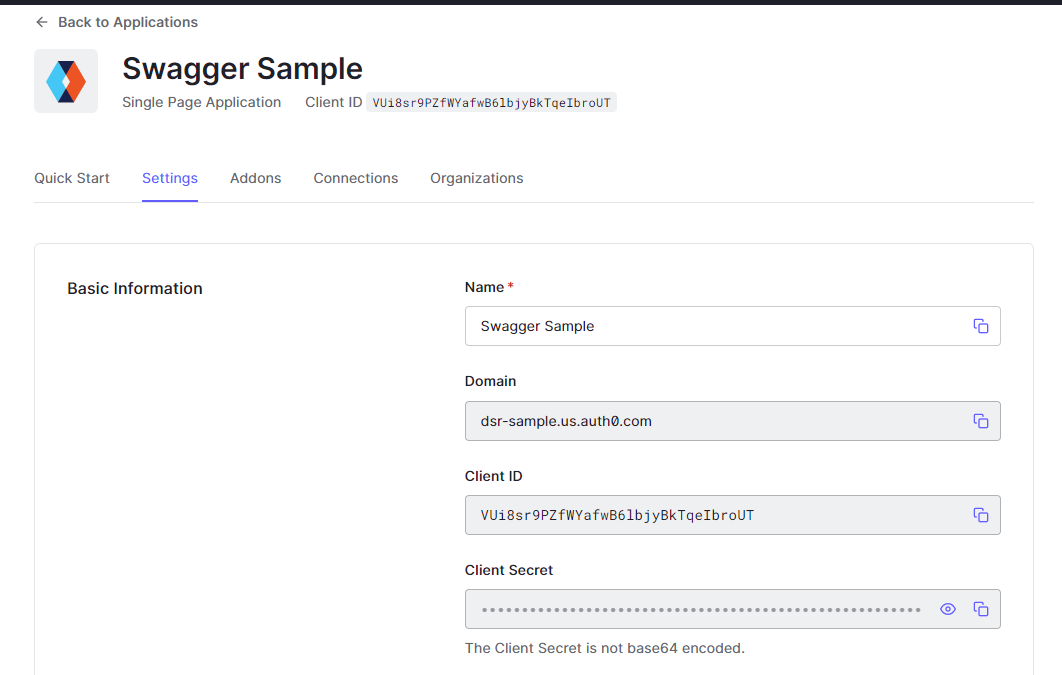 Back to Applications
Swagger Sample
Single Page Application Client ID VUi8sr9PZfWYafwB6lbjyBkTqeIbroUT
Quick Start Settings Addons Connections Organizations
Basic Information
Name *
Swagger Sample
Domain
dsr-sample.us.auth0.com
Client ID
VUi8sr9PZfWYafwB6lbjyBkTqeIbroUT
Client Secret
The Client Secret is not base64 encoded.